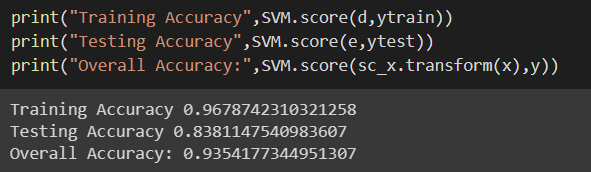 print("Training Accuracy",SVM.score(d,ytrain))
print("Testing Accuracy",SVM.score(e,ytest))
print("Overall Accuracy:",SVM.score(sc_x.transform(x),y))
Training Accuracy 0.9678742310321258
Testing Accuracy 0.8381147540983607
Overall Accuracy: 0.9354177344951307